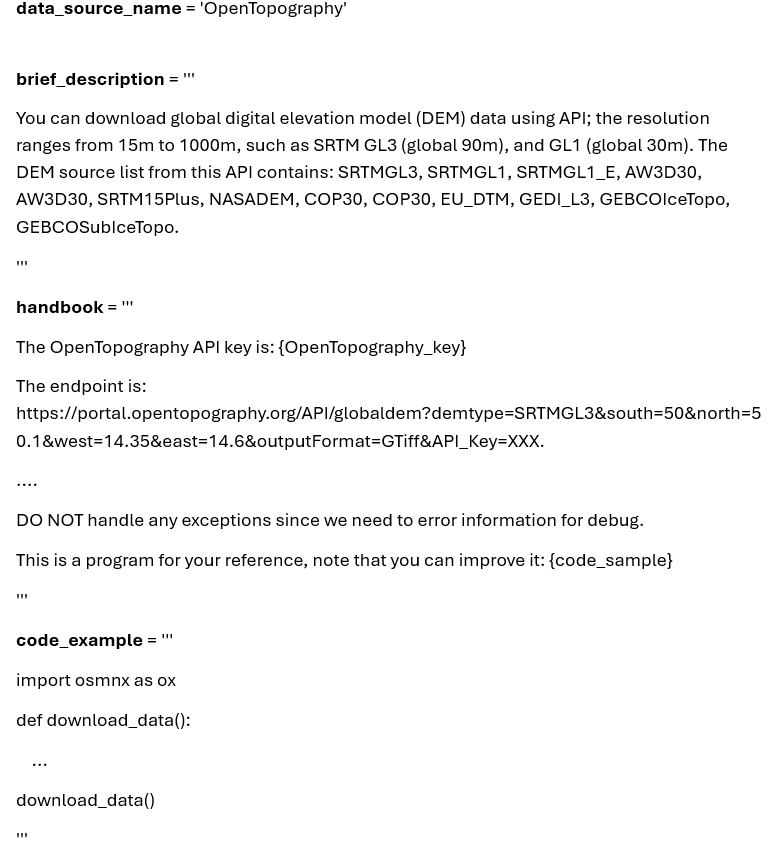 data_source_name = 'OpenTopography'
brief_description = '''
You can download global digital elevation model (DEM) data using API; the resolution
ranges from 15m to 1000m, such as SRTM GL3 (global 90m), and GL1 (global 30m). The
DEM source list from this API contains: SRTMGL3, SRTMGL1, SRTMGL1_E, AW3D30,
AW3D30, SRTM15Plus, NASADEM, COP30, COP30, EU_DTM, GEDI_L3, GEBCOIceTopo,
GEBCOSubIceTopo.
'''
handbook = '''
The OpenTopography API key is: {OpenTopography_key}
The endpoint is:
https://portal.opentopography.org/API/globaldem?demtype=SRTMGL3&south=50&north=5
0.1&west=14.35&east=14.6&outputFormat=GTiff&API_Key=XXX.
....
DO NOT handle any exceptions since we need to error information for debug.
This is a program for your reference, note that you can improve it: {code_sample}
'''
code_example = '''
import osmnx as ox
def download_data():
...
download_data()
'''